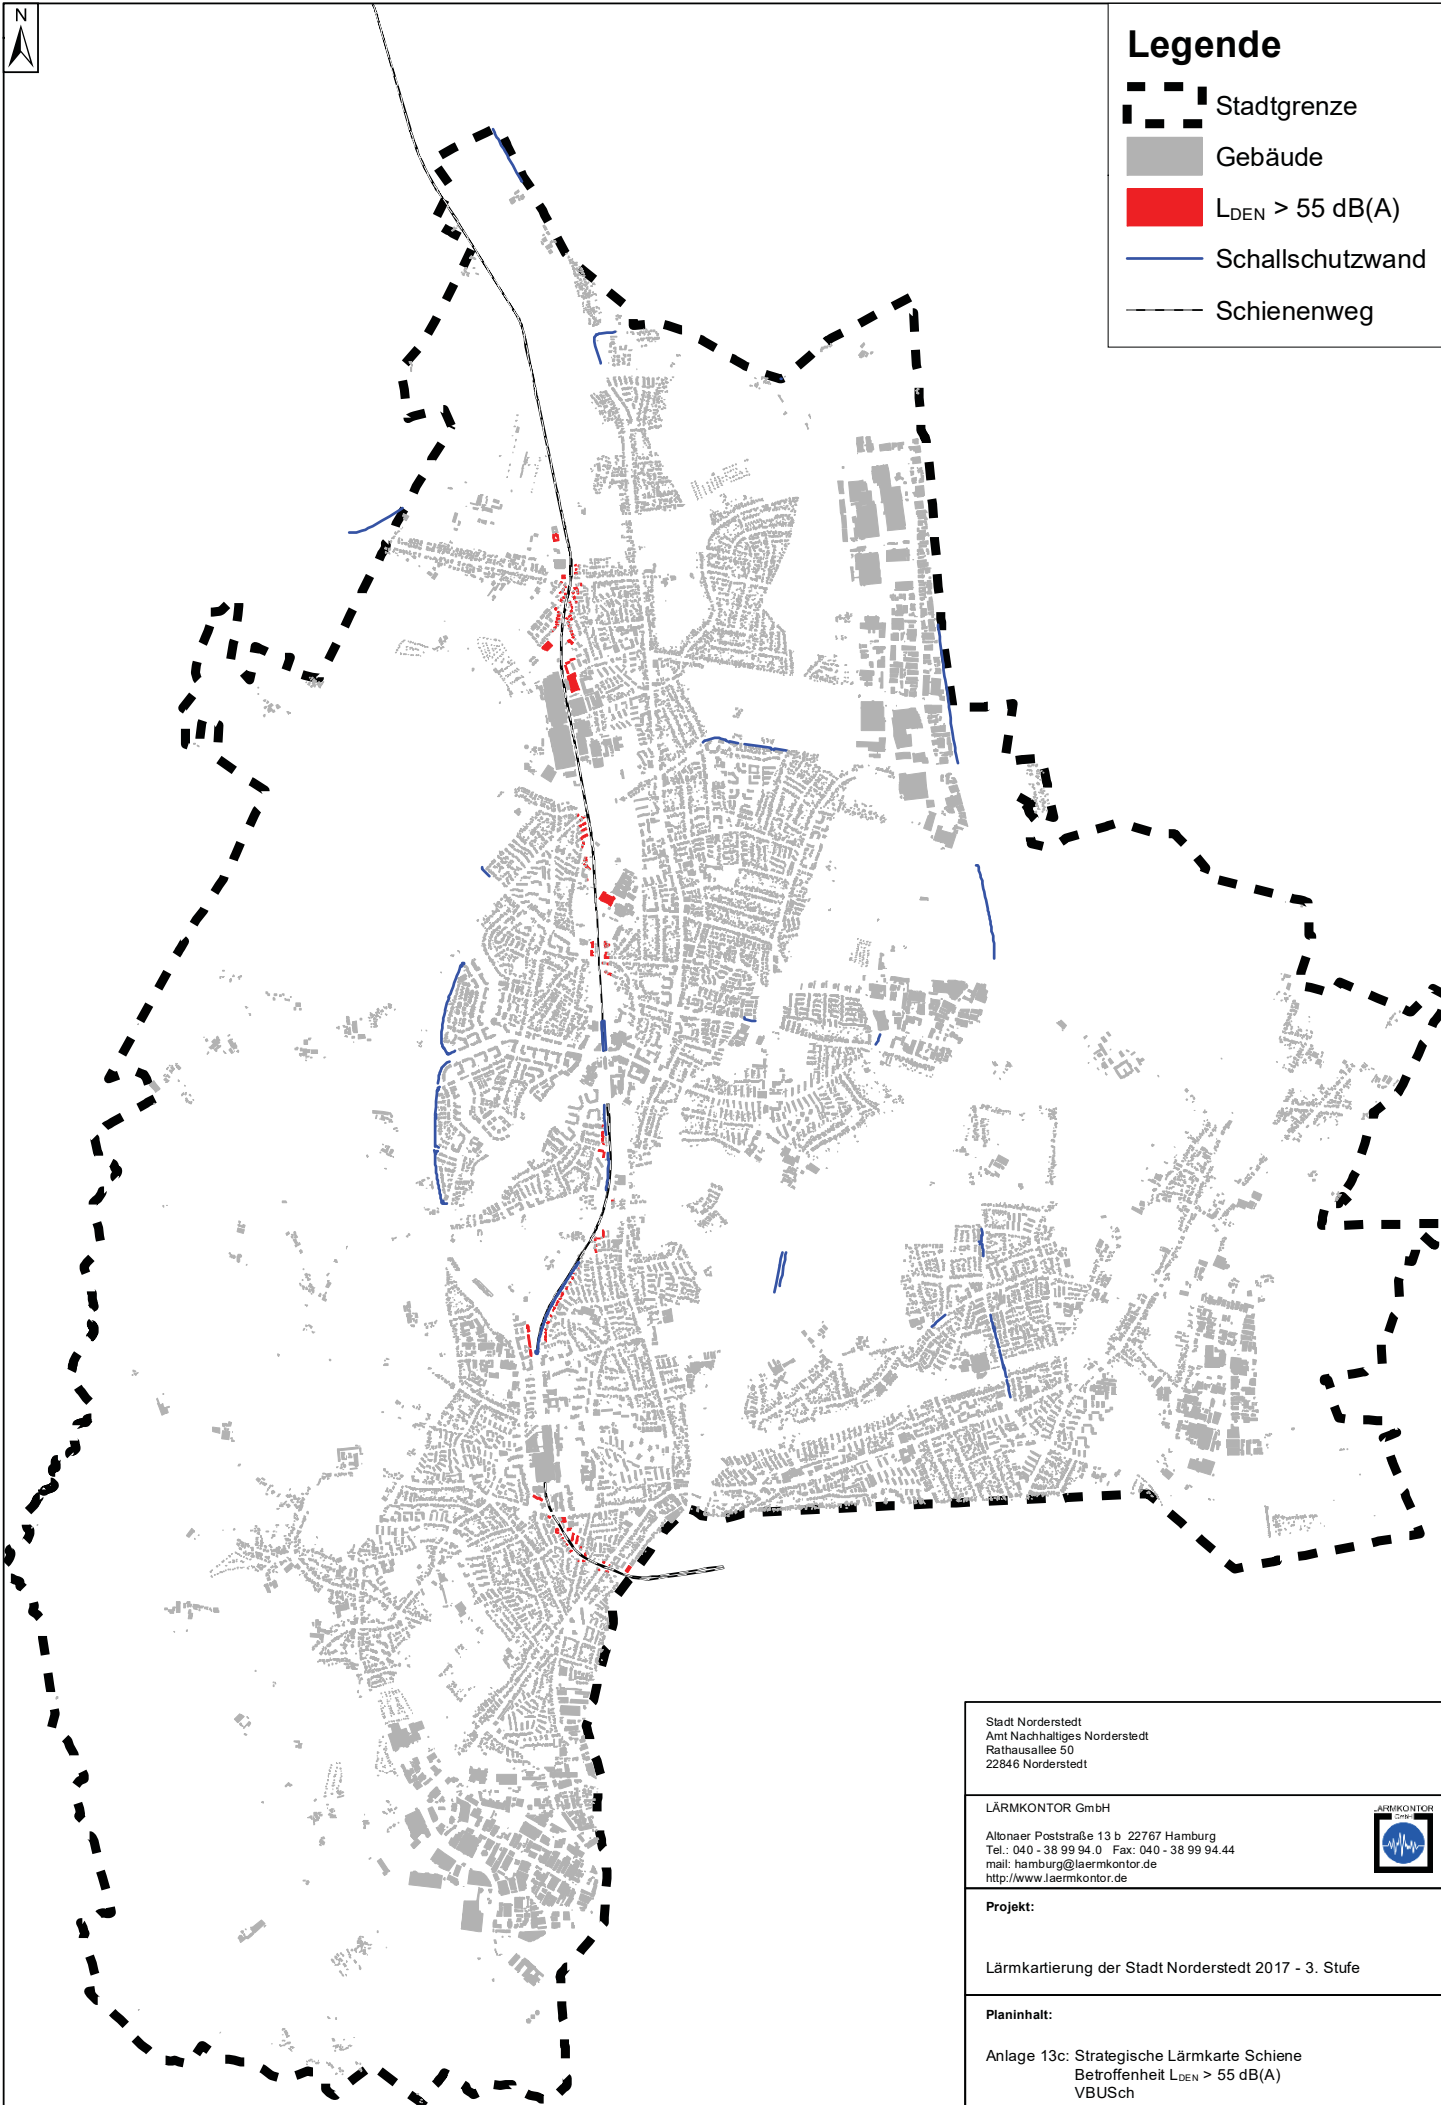 N
Legende
Stadtgrenze
Gebäude
LDEN > 55 dB(A)
Schallschutzwand
Schienenweg
Stadt Norderstedt
Amt Nachhaltiges Norderstedt
Rathausallee 50
22846 Norderstedt
LÄRMKONTOR GmbH
Altonaer Poststraße 13 b 22767 Hamburg
Tel.: 040 - 38 99 94.0 Fax: 040 - 38 99 94.44
mail: hamburg@laermkontor.de
http://www.laermkontor.de
ARMKONTOR
GmbH
Projekt:
Lärmkartierung der Stadt Norderstedt 2017 - 3. Stufe
Planinhalt:
Anlage 13c: Strategische Lärmkarte Schiene
Betroffenheit LDEN > 55 dB(A)
VBUSch